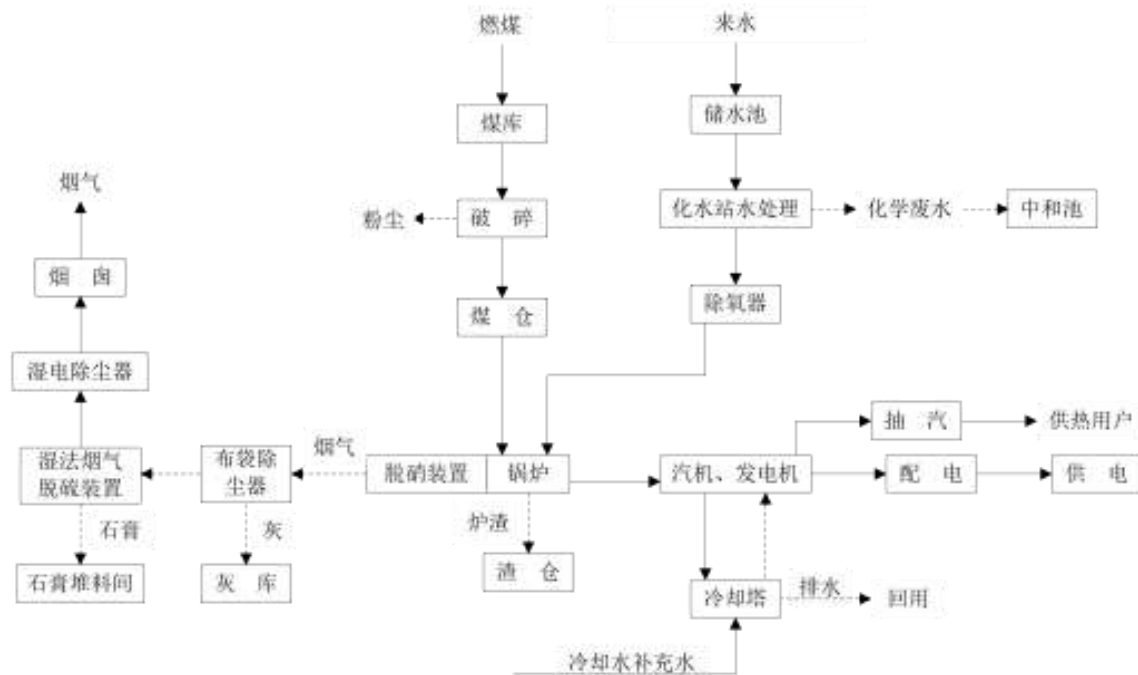 燃煤
来水
煤库
储水池
烟气
粉尘
破 碎
化水站水处理
化学废水
中和池
烟 囱
煤 仓
除氧器
湿电除尘器
抽 汽
供热用户
湿法烟气
脱硫装置
布袋除
尘器
烟气
脱硝装置
锅炉
汽机、发电机
配 电
供 电
石膏
灰
炉渣
石膏堆料间
灰 库
渣 仓
冷却塔
排水
回用
冷却水补充水